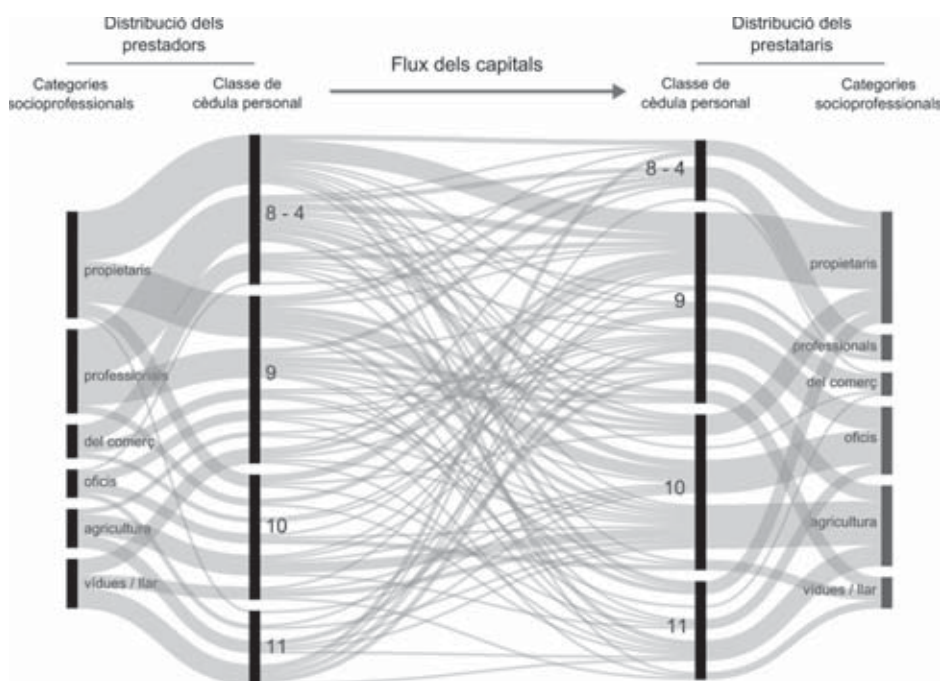 Distribució dels
prestadors
Distribució dels
prestataris
Flux dels capitals
Categories
socioprofessionals
Classe de
cèdula personal
Classe de
cèdula personal
Categories
socioprofessionals
propietaris
professionals
del comerç
oficis
agricultura
vídues / llar
8 - 4
9
10
11
8 - 4
9
10
11
propietaris
professionals
del comerç
oficis
agricultura
vídues / llar